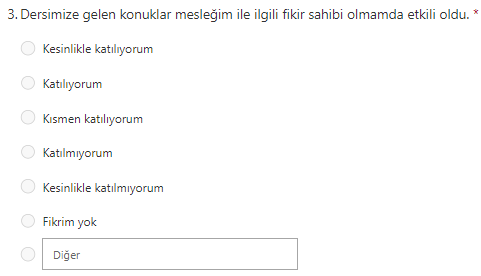 3. Dersimize gelen konuklar mesleğim ile ilgili fikir sahibi olmamda etkili oldu. *
Kesinlikle katılıyorum
Katılıyorum
Kısmen katılıyorum
Katılmıyorum
Kesinlikle katılmıyorum
Fikrim yok
Diğer